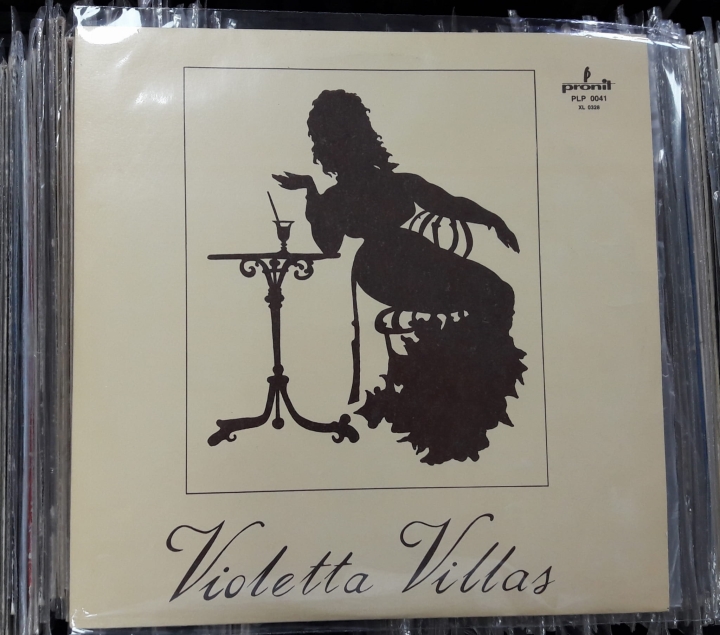 pronit
PLP 0041
XL 0328
Violetta Villas